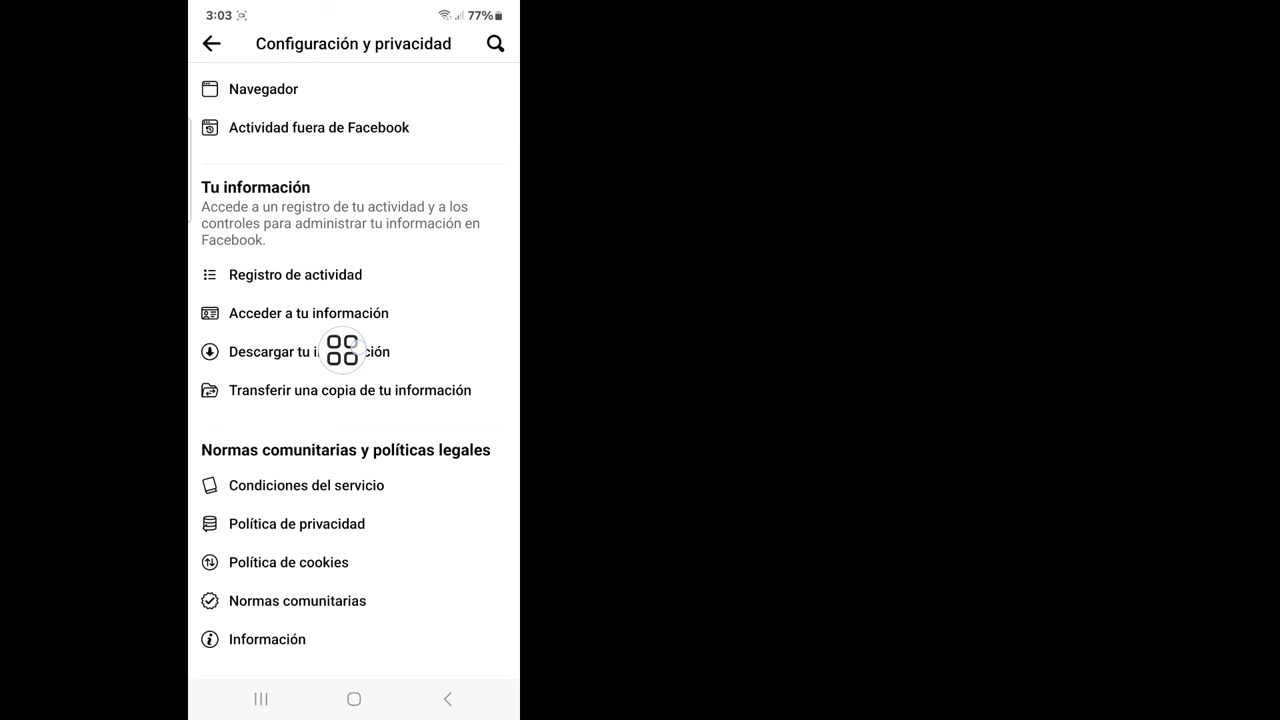 3:03 77%
Configuración y privacidad
Navegador
Actividad fuera de Facebook
Tu información
Accede a un registro de tu actividad y a los
controles para administrar tu información en
Facebook.
Registro de actividad
Acceder a tu información
Descargar tu
Transferir una copia de tu información
Normas comunitarias y políticas legales
Condiciones del servicio
Política de privacidad
Política de cookies
Normas comunitarias
Información